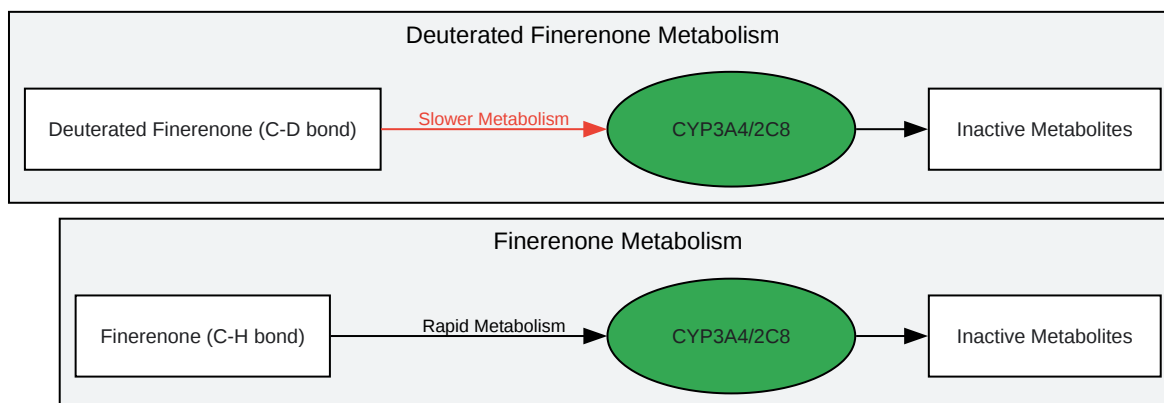 Deuterated Finerenone Metabolism
Deuterated Finerenone (C-D bond)
Slower Metabolism
CYP3A4/2C8
Inactive Metabolites
Finerenone Metabolism
Finerenone (C-H bond)
Rapid Metabolism
CYP3A4/2C8
Inactive Metabolites